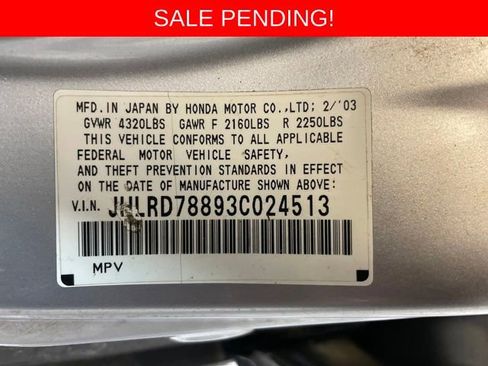 SALE PENDING!
MFD. IN JAPAN BY HONDA MOTOR CO.,LTD; 2/'03
GVWR 4320LBS GAWR F 2160LBS R 2250LBS
THIS VEHICLE CONFORMS TO ALL APPLICABLE
FEDERAL MOTOR VEHICLE SAFETY,
AND THEFT PREVENTION STANDARDS IN EFFECT
ON THE DATE OF MANUFACTURE SHOWN ABOVE:
V.I.N. JHLRD78893C024513
MPV